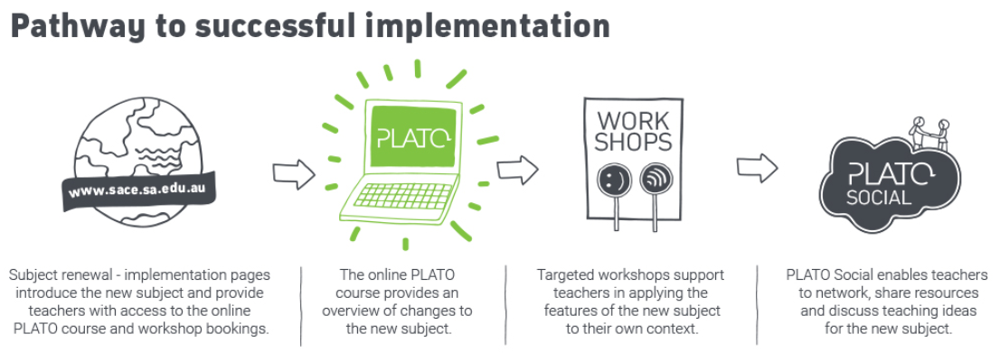 Pathway to successful implementation
www.sace.sa.edu.au
PLATO
WORK
SHOPS
PLATO
SOCIAL
Subject renewal - implementation pages
introduce the new subject and provide
teachers with access to the online
PLATO course and workshop bookings.
The online PLATO
course provides an
overview of changes to
the new subject.
Targeted workshops support
teachers in applying the
features of the new subject
to their own context.
PLATO Social enables teachers
to network, share resources
and discuss teaching ideas
for the new subject.